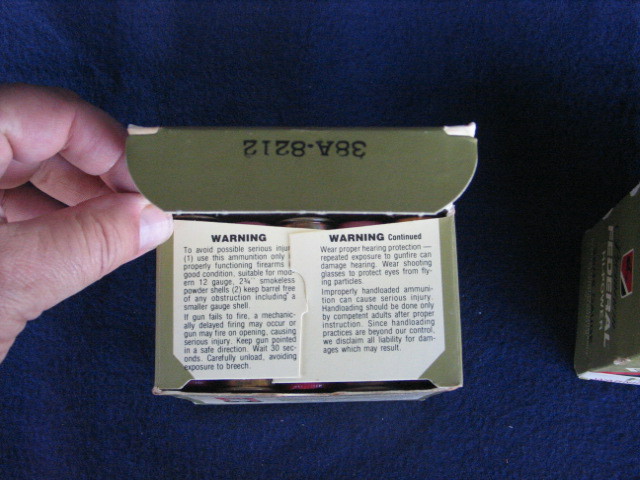 38A-8212
WARNING
To avoid possible serious
(1) use this ammunition only
properly functioning firearms
good condition, suitable for mod-
ern 12 gauge, 2¾" smokeless
powder shells (2) keep barrel free
of any obstruction including a
smaller gauge shell.
If gun fails to fire, a mechanic-
ally delayed firing may occur or
gun may fire on opening, causing
serious injury. Keep gun pointed
in a safe direction. Wait 30 sec-
onds. Carefully unload, avoiding
exposure to breech.
WARNING Continued
Wear proper hearing protection —
repeated exposure to gunfire can
damage hearing. Wear shooting
glasses to protect eyes from fly-
ing particles.
Improperly handloaded ammuni-
tion can cause serious injury.
Handloading should be done only
by competent adults after proper
instruction. Since handloading
practices are beyond our control,
we disclaim all liability for dam-
ages which may result.
FEDERAL